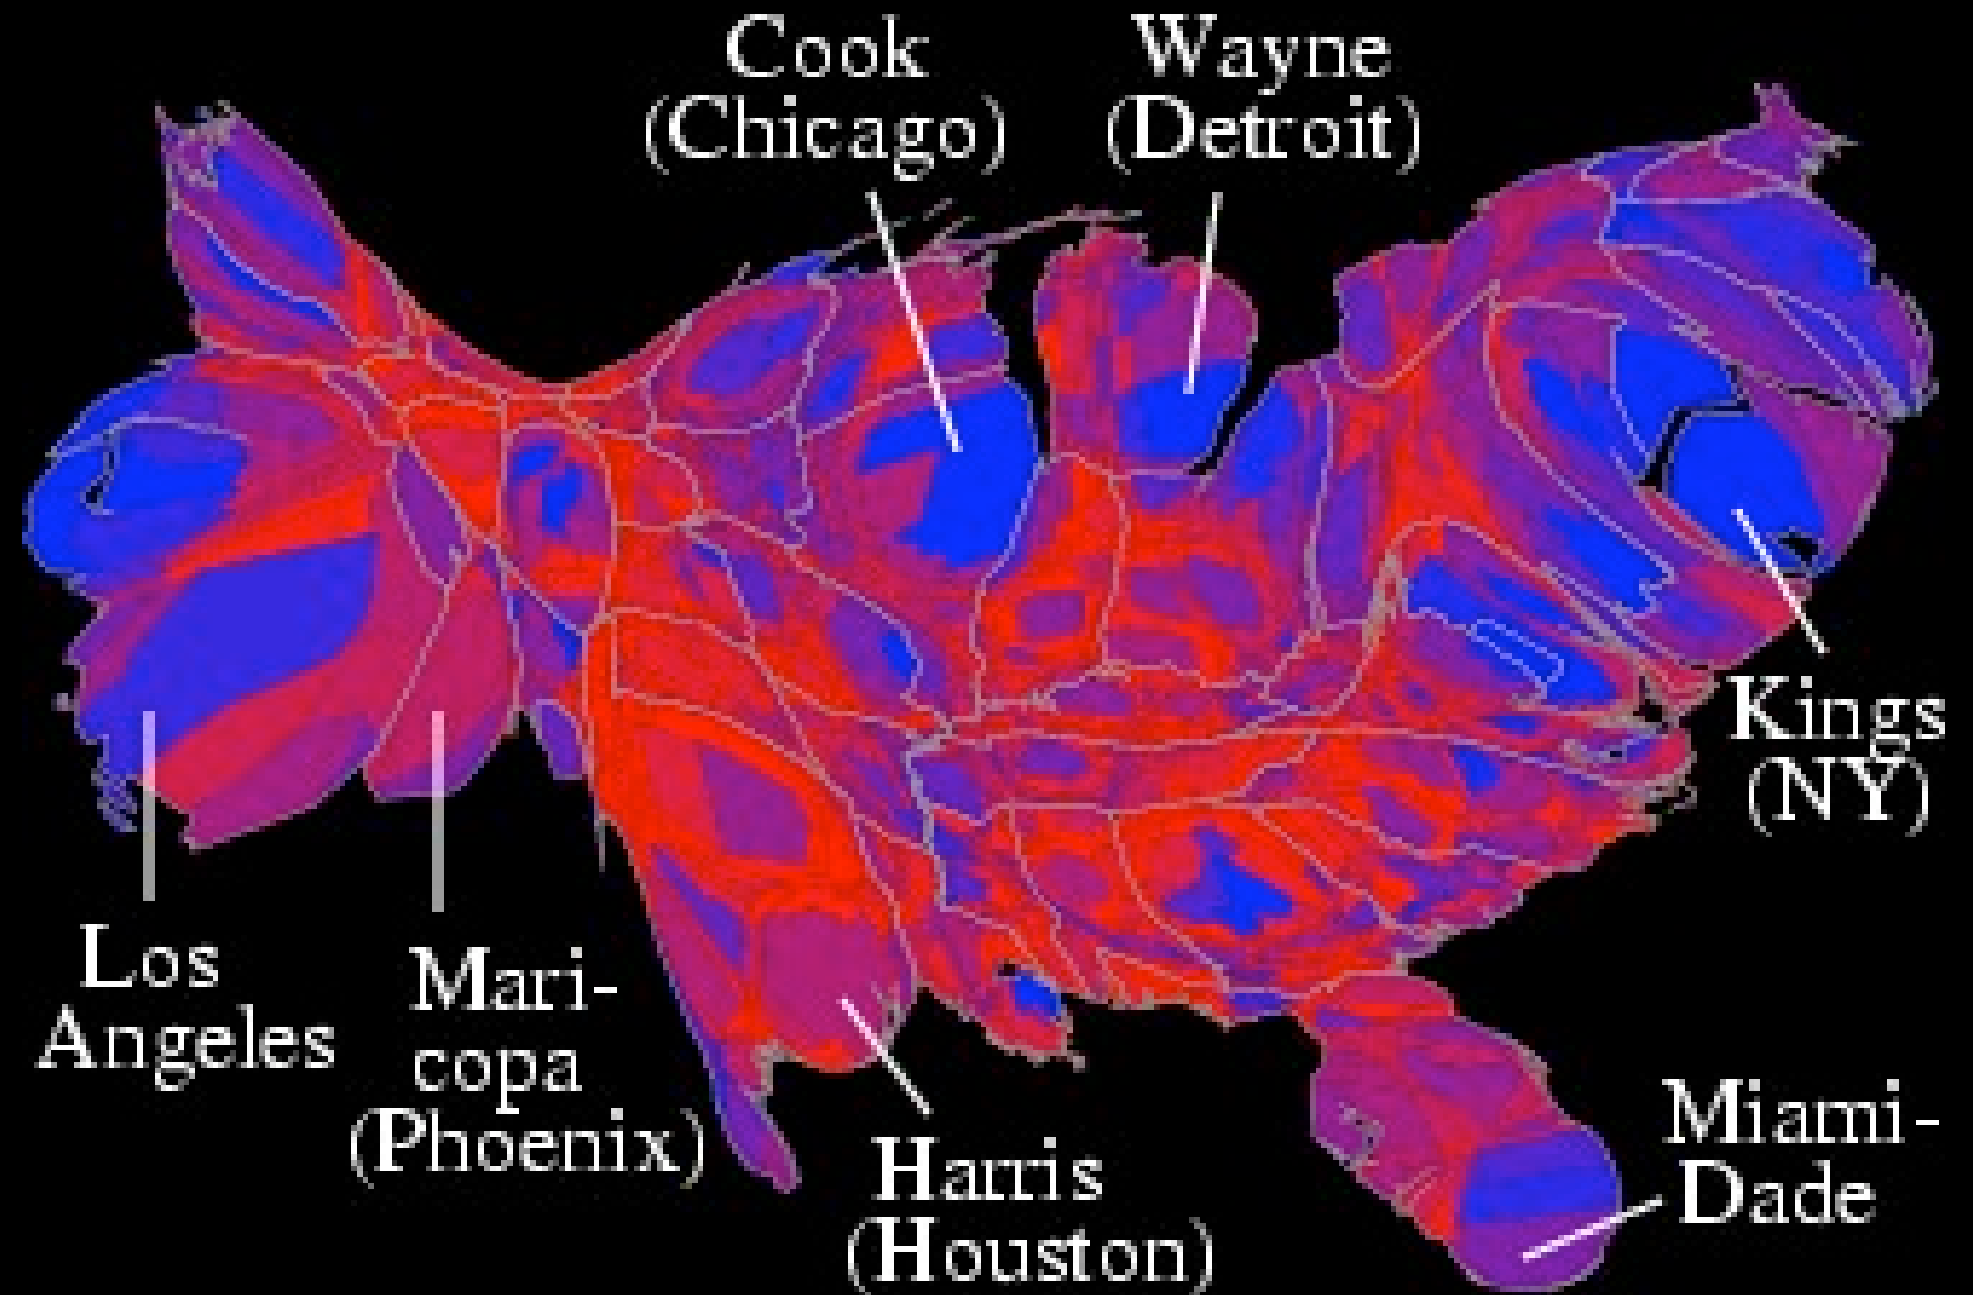 Cook
(Chicago)
Wayne
(Detroit)
Kings
(NY)
Los
Angeles
Mari-
copa
(Phoenix)
Harris
(Houston)
Miami-
Dade